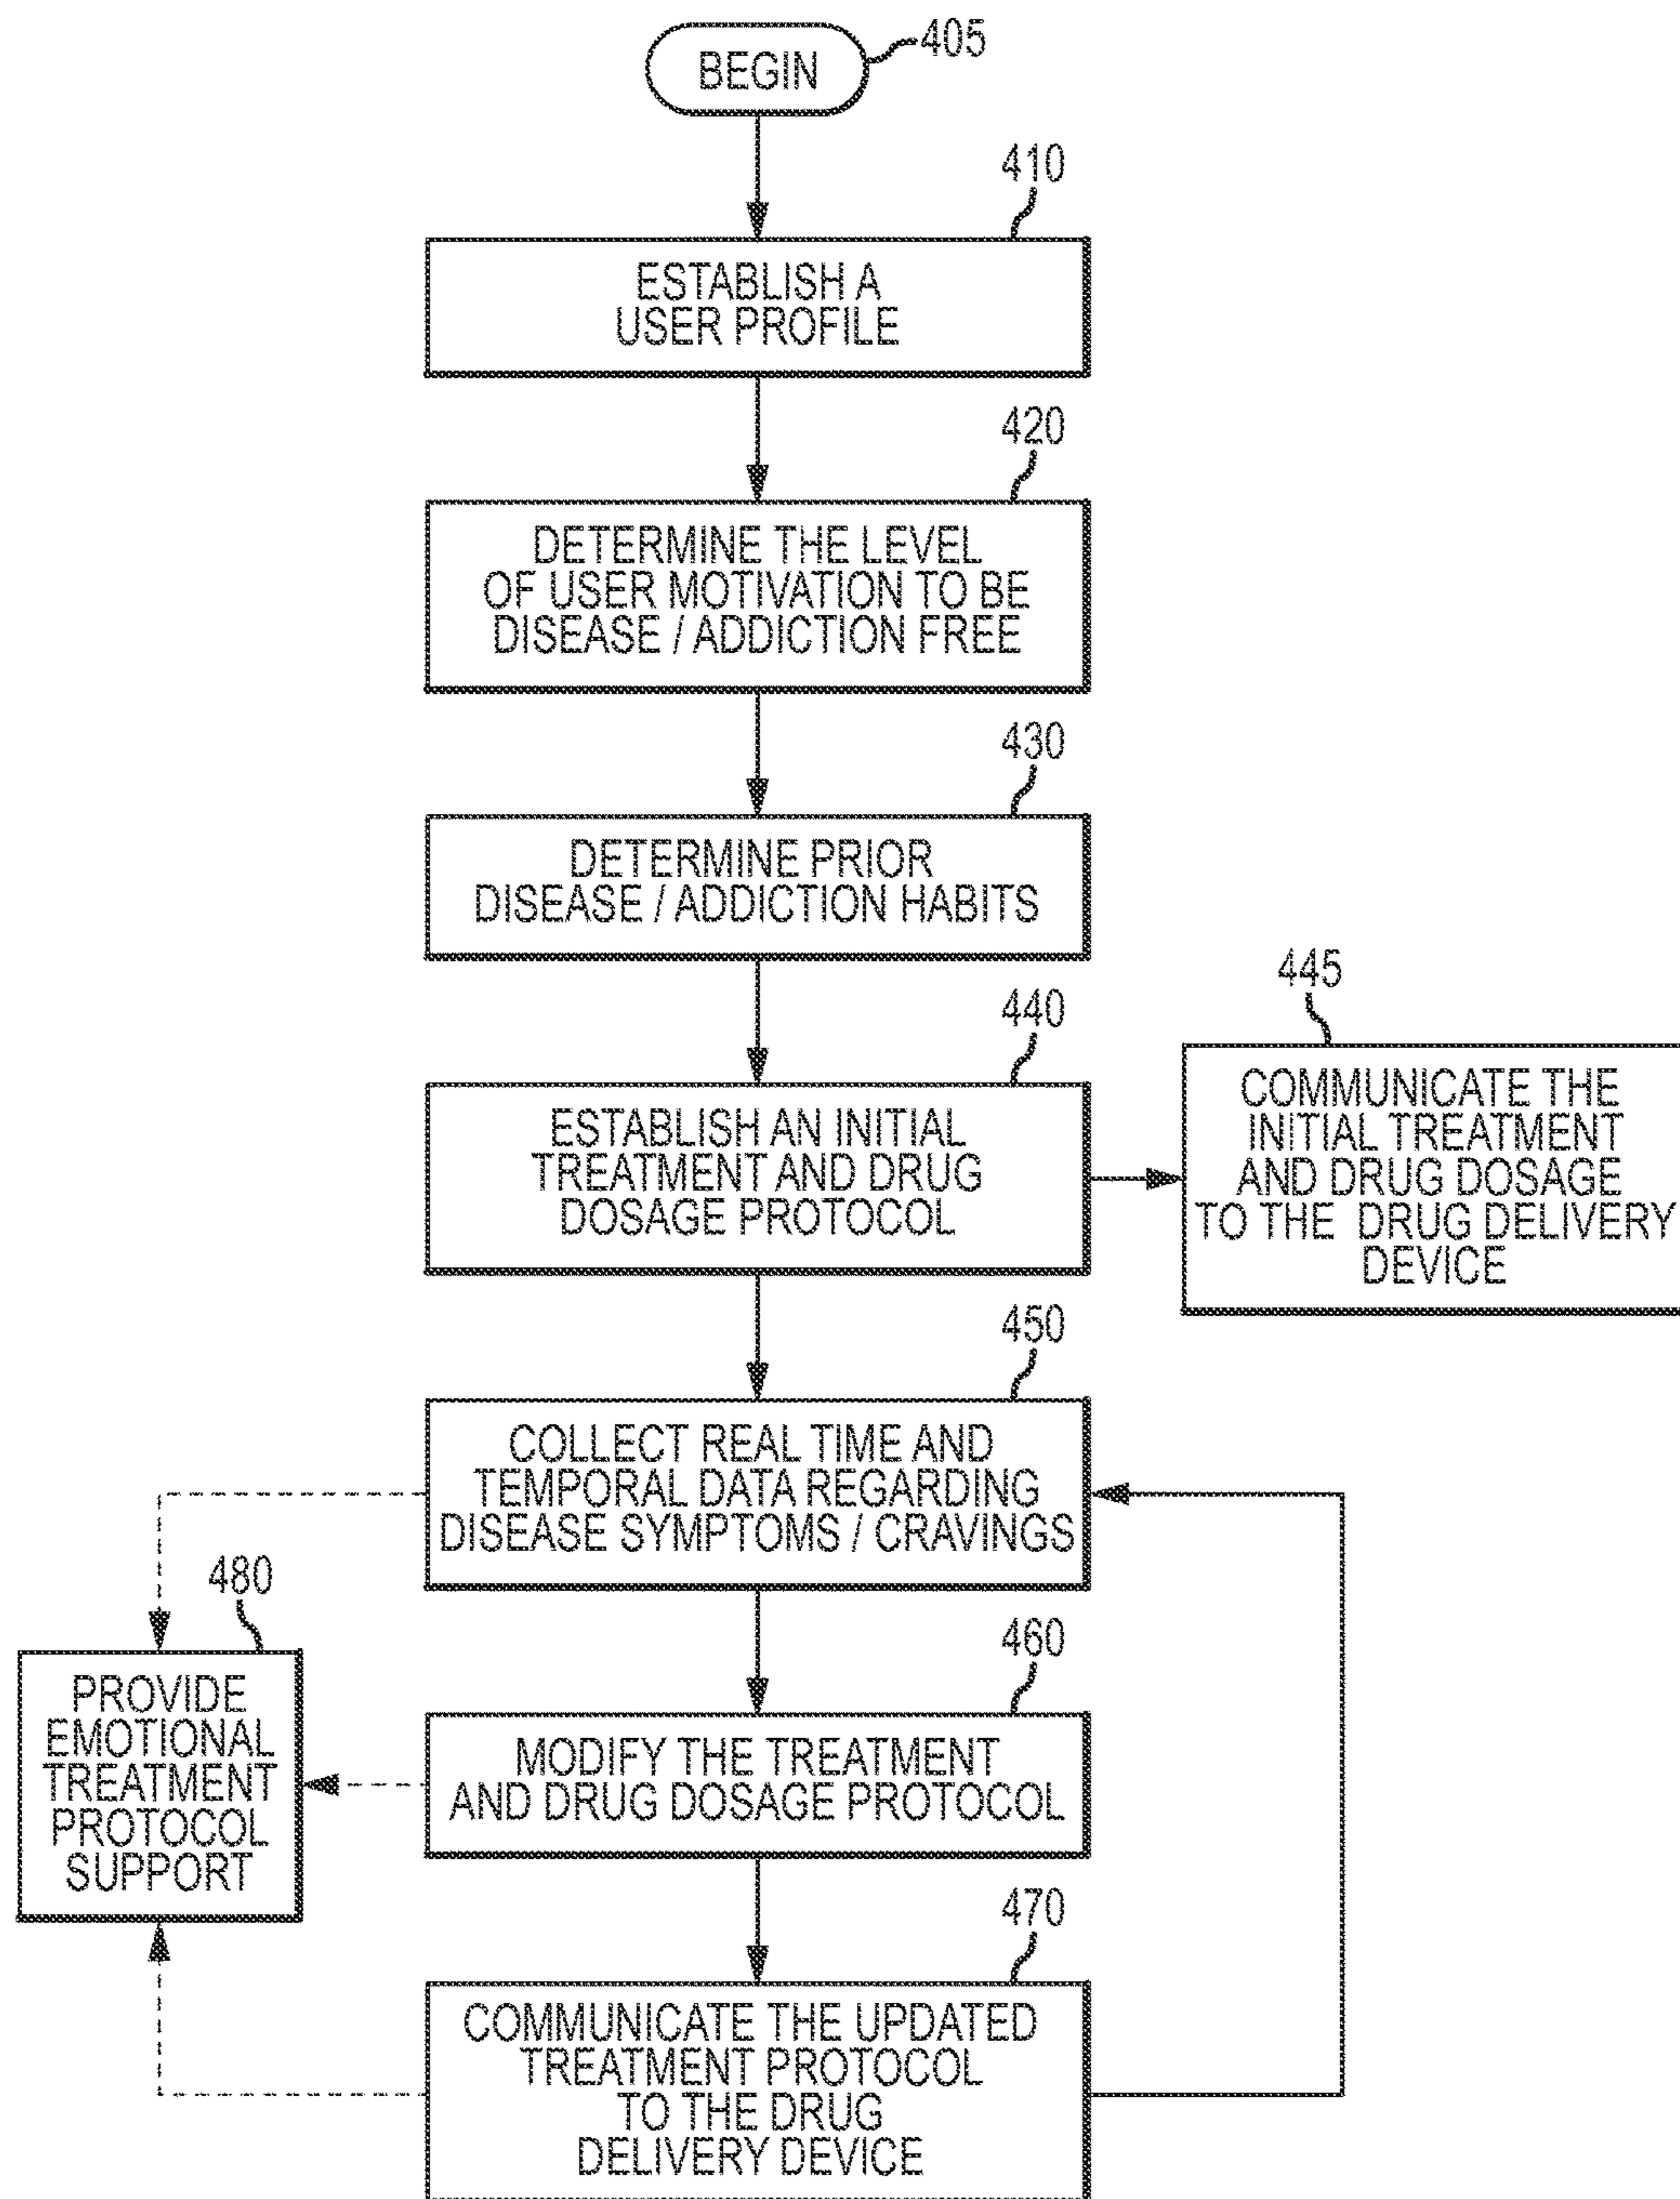 BEGIN
405
410
ESTABLISH A
USER PROFILE
420
DETERMINE THE LEVEL
OF USER MOTIVATION TO BE
DISEASE / ADDICTION FREE
430
DETERMINE PRIOR
DISEASE / ADDICTION HABITS
440
ESTABLISH AN INITIAL
TREATMENT AND DRUG
DOSAGE PROTOCOL
445
COMMUNICATE THE
INITIAL TREATMENT
AND DRUG DOSAGE
TO THE DRUG DELIVERY
DEVICE
450
COLLECT REAL TIME AND
TEMPORAL DATA REGARDING
DISEASE SYMPTOMS / CRAVINGS
480
PROVIDE
EMOTIONAL
TREATMENT
PROTOCOL
SUPPORT
460
MODIFY THE TREATMENT
AND DRUG DOSAGE PROTOCOL
470
COMMUNICATE THE UPDATED
TREATMENT PROTOCOL
TO THE DRUG
DELIVERY DEVICE